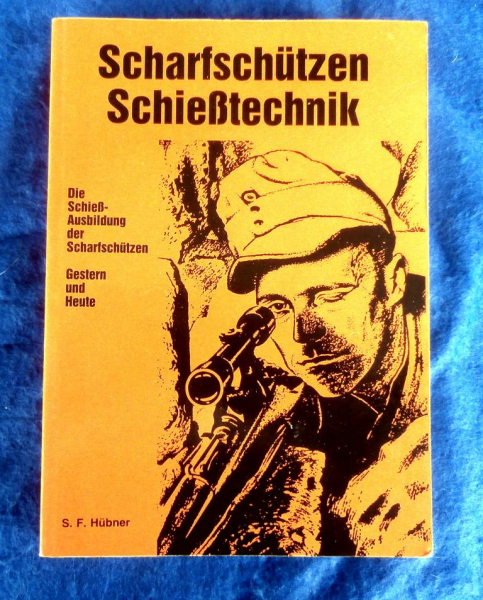 Scharfschützen
Schießtechnik
Die
Schieß-
Ausbildung
der
Scharfschützen
Gestern
und
Heute
S. F. Hübner